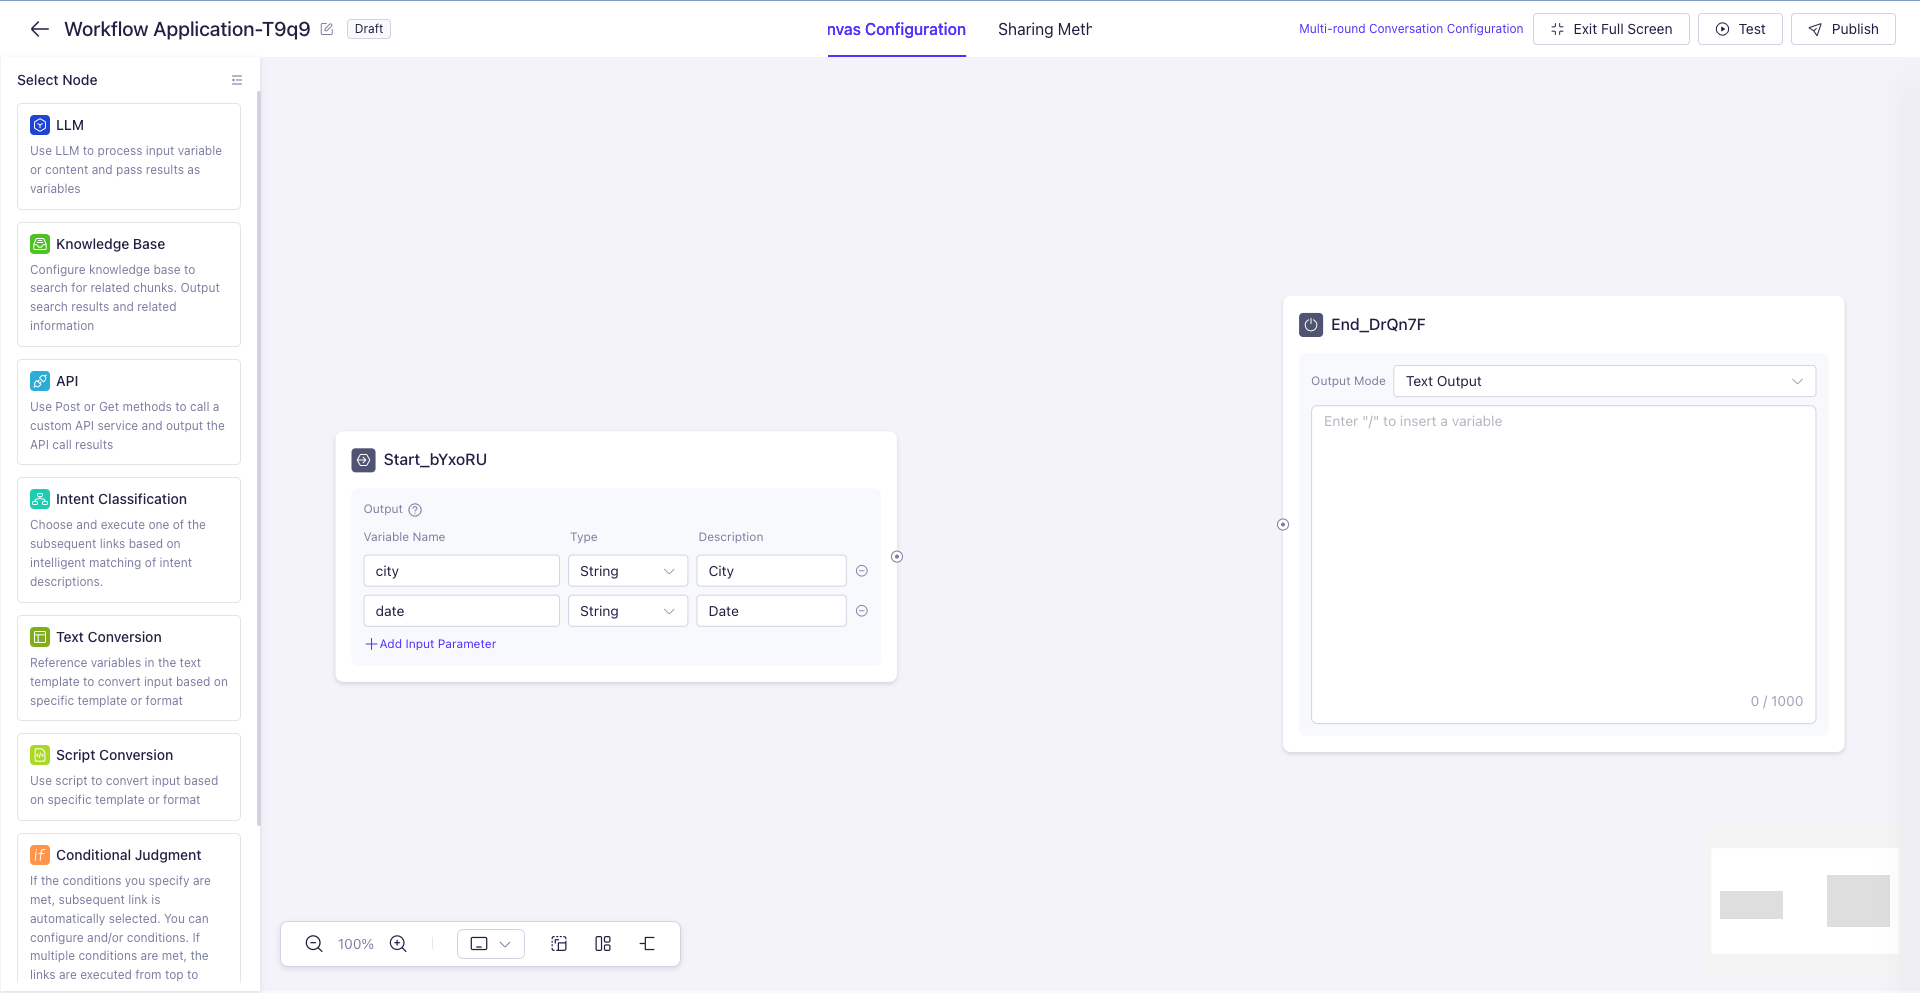 Workflow Application-T9q9
Draft
nvas Configuration
Sharing Meth
Multi-round Conversation Configuration
Exit Full Screen
Test
Publish
Select Node
LLM
Use LLM to process input variable
or content and pass results as
variables
Knowledge Base
Configure knowledge base to
search for related chunks. Output
search results and related
information
API
Use Post or Get methods to call a
custom API service and output the
API call results
Intent Classification
Choose and execute one of the
subsequent links based on
intelligent matching of intent
descriptions.
Text Conversion
Reference variables in the text
template to convert input based on
specific template or format
Script Conversion
Use script to convert input based
on specific template or format
if
Conditional Judgment
If the conditions you specify are
met, subsequent link is
automatically selected. You can
configure and/or conditions. If
multiple conditions are met, the
links are executed from top to
Start_bYxoRU
Output
Variable Name Type Description
city String City
date String Date
Add Input Parameter
End_DrQn7F
Output Mode Text Output
Enter "/" to insert a variable
0 / 1000
100%